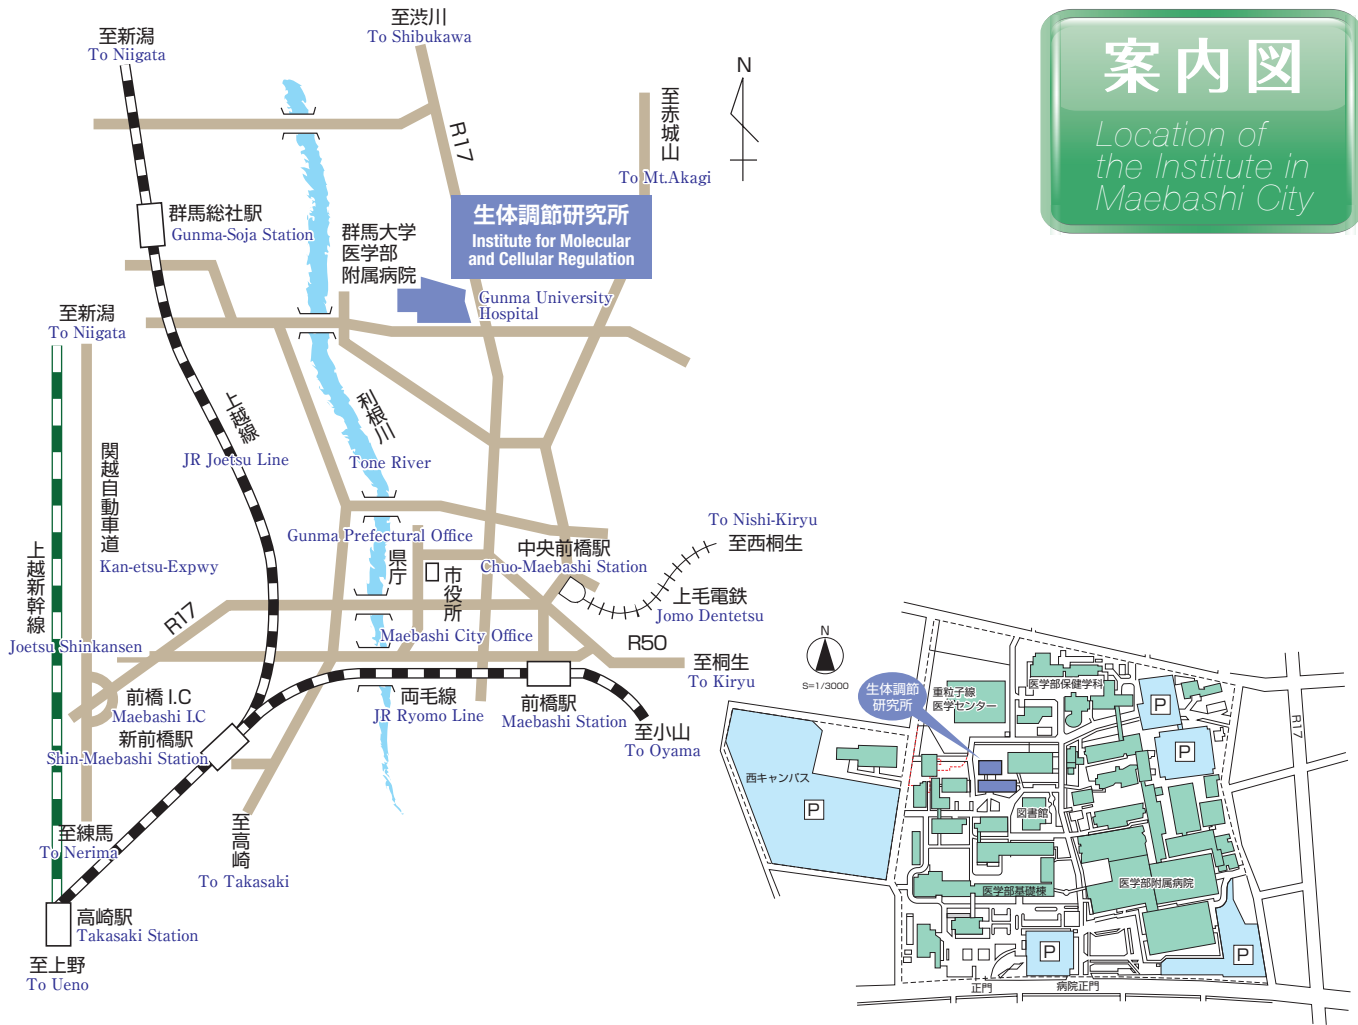 案内図
Location of
the Institute in
Maebashi City
至新潟
To Niigata
至渋川
To Shibukawa
R17
N
至赤城山
To Mt.Akagi
群馬総社駅
Gunma-Soja Station
群馬大学
医学部
附属病院
生体調節研究所
Institute for Molecular
and Cellular Regulation
Gunma University
Hospital
至新潟
To Niigata
上越線
JR Joetsu Line
利根川
Tone River
関越自動車道
Kan-etsu-Expwy
上越新幹線
Joetsu Shinkansen
Gunma Prefectural Office
県庁
市役所
Maebashi City Office
中央前橋駅
Chuo-Maebashi Station
To Nishi-Kiryu
至西桐生
上毛電鉄
Jomo Dentetsu
R17
R50
至桐生
To Kiryu
前橋 I.C
Maebashi I.C
新前橋駅
Shin-Maebashi Station
両毛線
JR Ryomo Line
前橋駅
Maebashi Station
至小山
To Oyama
至練馬
To Nerima
至高崎
To Takasaki
高崎駅
Takasaki Station
至上野
To Ueno
N
S=1/3000
生体調節
研究所
重粒子線
医学センター
医学部保健学科
P
P
R17
西キャンパス
P
図書館
医学部基礎棟
医学部附属病院
P
P
正門
病院正門